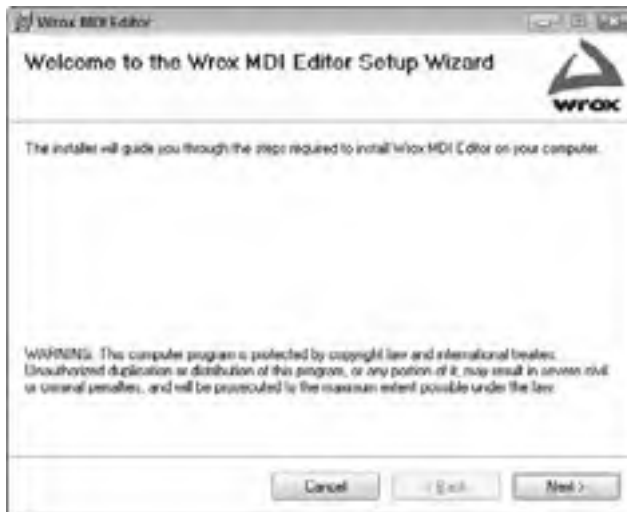 Wrox MDI Editor
Welcome to the Wrox MDI Editor Setup Wizard
wrox
The installer will guide you through the steps required to install Wrox MDI Editor on your computer.
WARNING: This computer program is protected by copyright law and international treaties.
Unauthorized duplication or distribution of this program, or any portion of it, may result in severe civil
or criminal penalties, and will be prosecuted to the maximum extent possible under the law.
Cancel
< Back
Next >